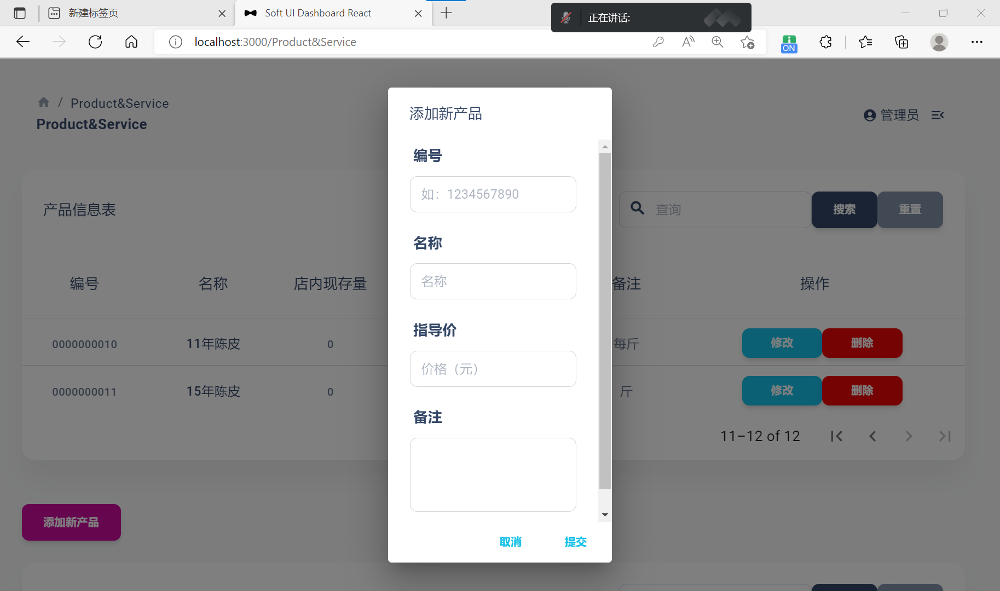 新建标签页
Soft UI Dashboard React
正在讲话:
localhost:3000/Product&Service
ON
/ Product&Service
Product&Service
管理员
产品信息表
查询
搜索
重置
编号 名称 店内现存量 备注 操作
0000000010 11年陈皮 0 每斤 修改 删除
0000000011 15年陈皮 0 斤 修改 删除
11–12 of 12
添加新产品
添加新产品
编号
如：1234567890
名称
名称
指导价
价格（元）
备注
取消
提交